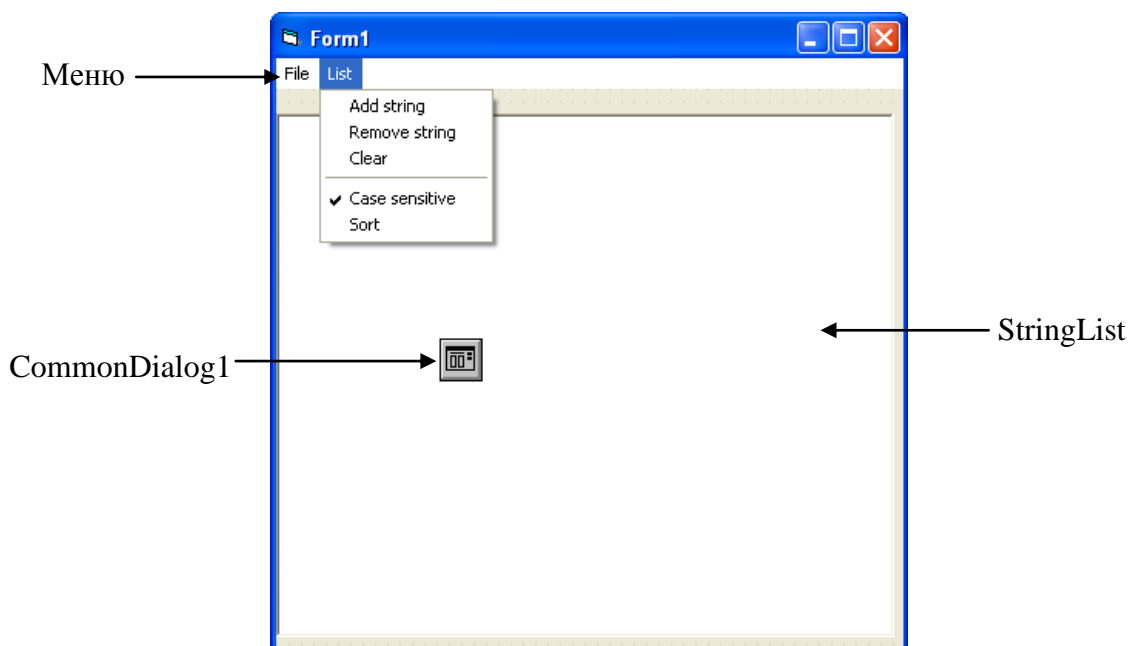 Form1
Меню
File List
Add string
Remove string
Clear
Case sensitive
Sort
StringList
CommonDialog1